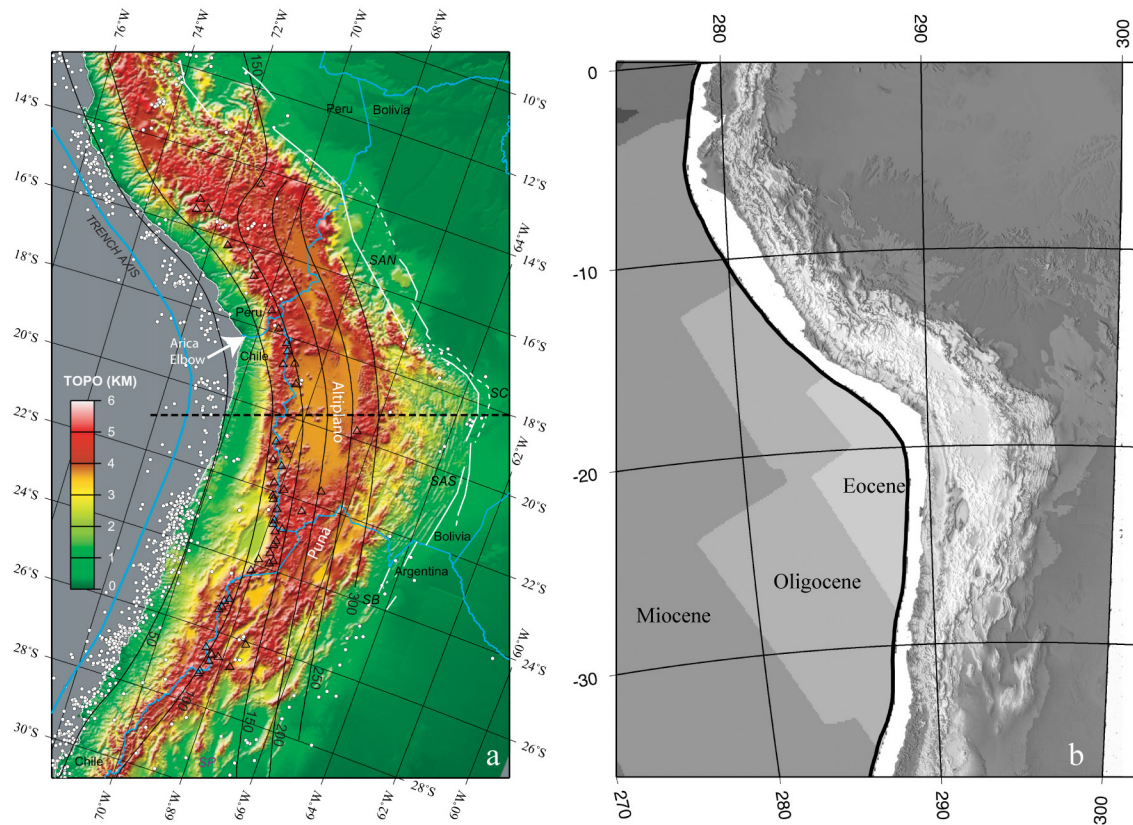 76°W
74°W
72°W
70°W
68°W
14°S
16°S
18°S
20°S
22°S
24°S
26°S
28°S
30°S
150
Peru
Bolivia
10°S
12°S
64°W
14°S
16°S
18°S
62°W
20°S
22°S
60°W
24°S
26°S
28°S
TRENCH AXIS
SAN
Peru
Arica
Elbow
Chile
SC
TOPO (KM)
6
5
4
3
2
1
0
Altiplano
SAS
Puna
Bolivia
Argentina
SB
300
50
250
100
150
200
Chile
SP
a
70°W
68°W
66°W
64°W
62°W
60°W
280
290
300
0
-10
-20
-30
Eocene
Oligocene
Miocene
b
270
280
290
300